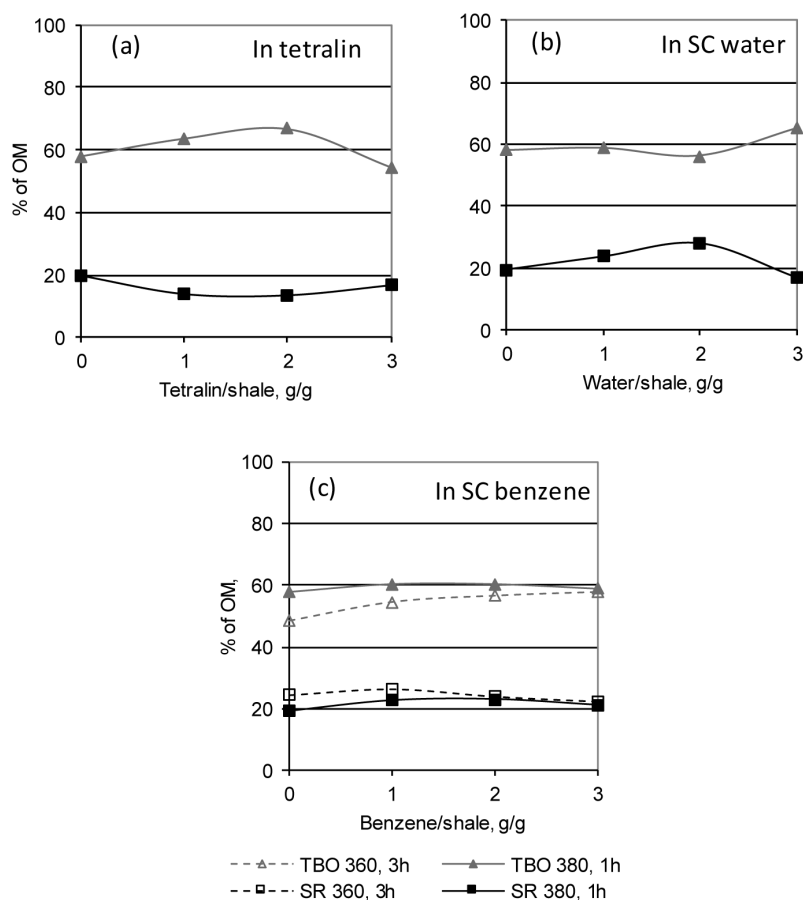 (a) In tetralin
100
80
60
40
20
0
% of OM
0 1 2 3
Tetralin/shale, g/g
(b) In SC water
100
80
60
40
20
0
0 1 2 3
Water/shale, g/g
(c) In SC benzene
100
80
60
40
20
0
% of OM,
0 1 2 3
Benzene/shale, g/g
TBO 360, 3h TBO 380, 1h
SR 360, 3h SR 380, 1h